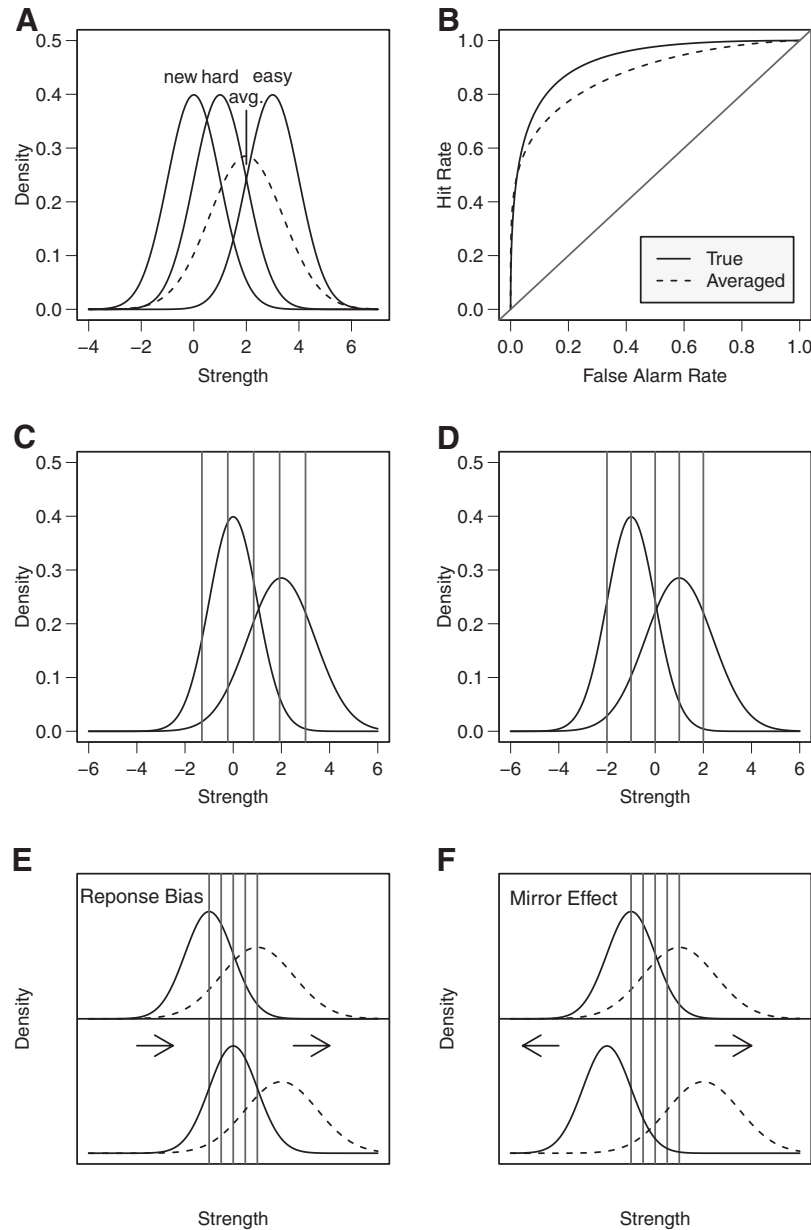 A
0.5
0.4
0.3
0.2
0.1
0.0
Density
new hard easy
avg.
−4 −2 0 2 4 6
Strength
B
1.0
0.8
0.6
0.4
0.2
0.0
Hit Rate
True
Averaged
0.0 0.2 0.4 0.6 0.8 1.0
False Alarm Rate
C
0.5
0.4
0.3
0.2
0.1
0.0
Density
−6 −4 −2 0 2 4 6
Strength
D
0.5
0.4
0.3
0.2
0.1
0.0
Density
−6 −4 −2 0 2 4 6
Strength
E
Reponse Bias
Density
Strength
F
Mirror Effect
Density
Strength